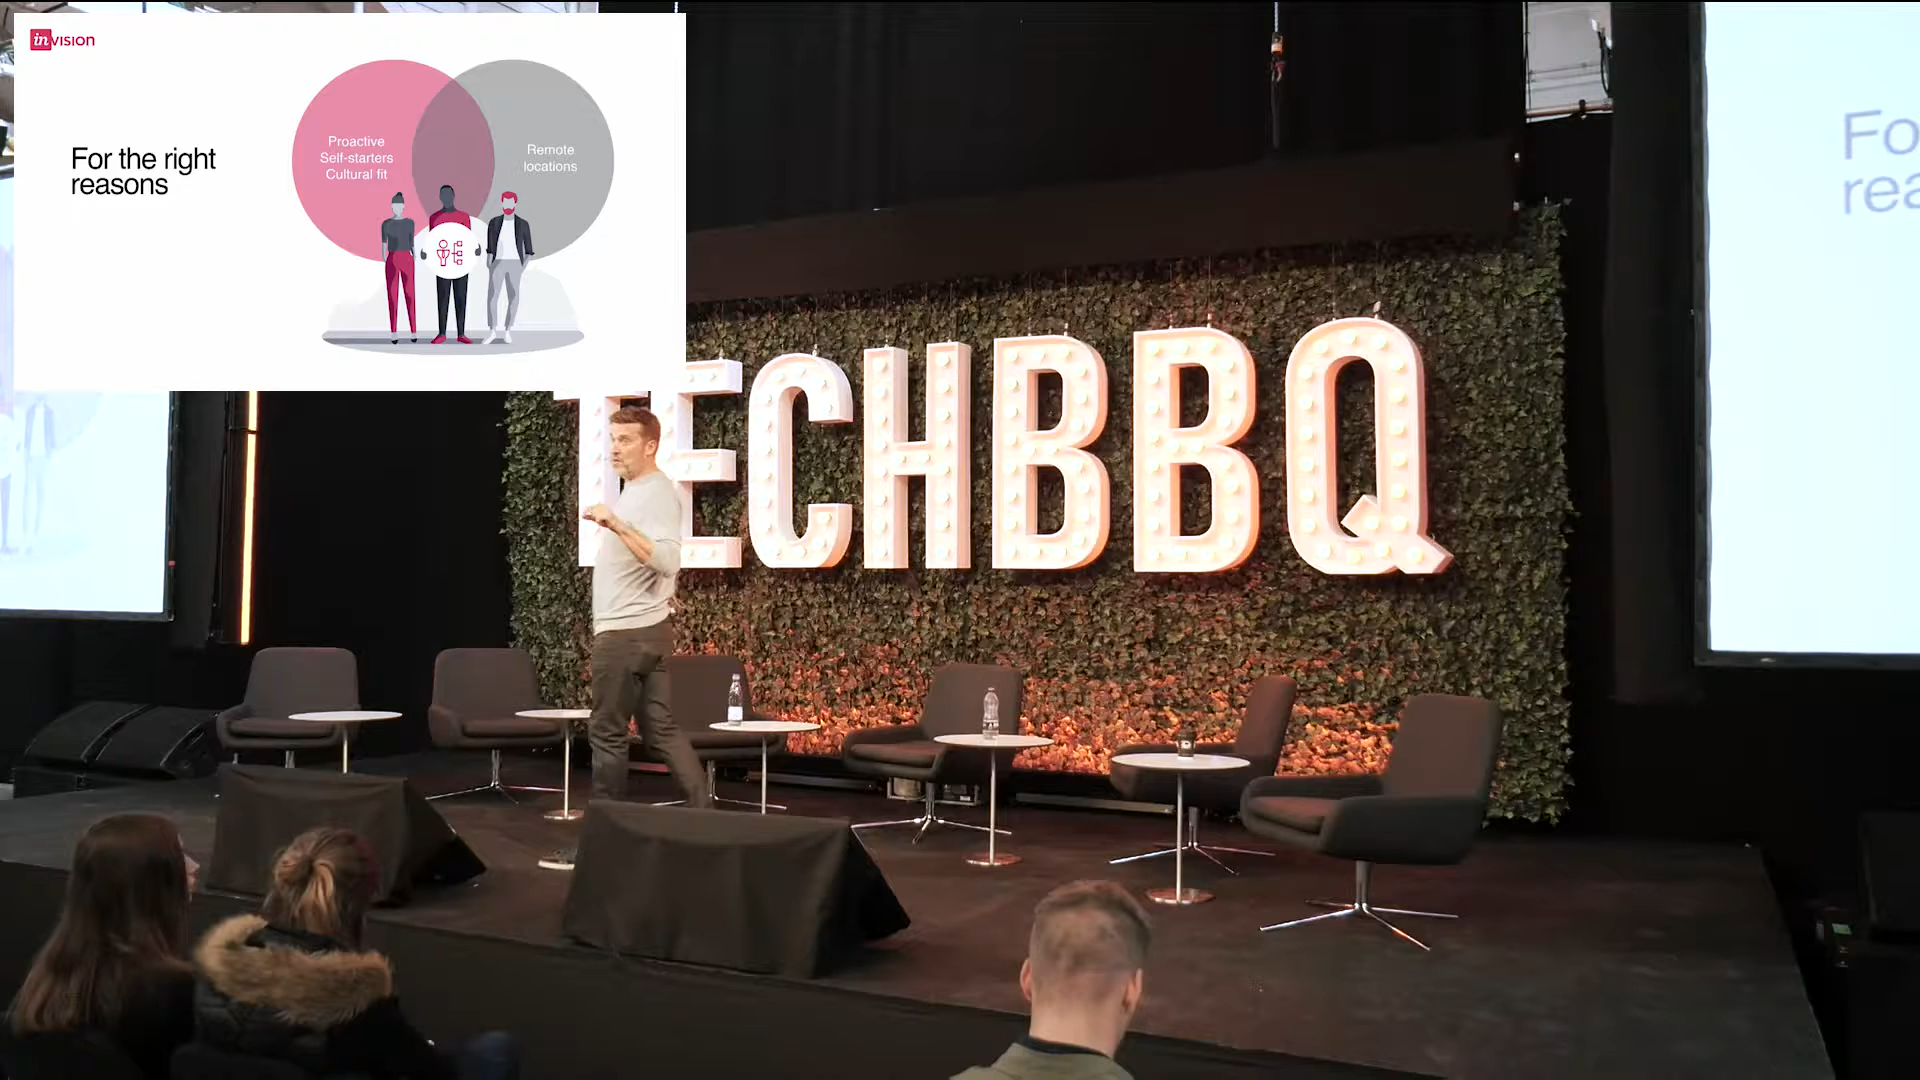 invision
For the right
reasons
Proactive
Self-starters
Cultural fit
Remote
locations
TECHBBQ
Fo
rea